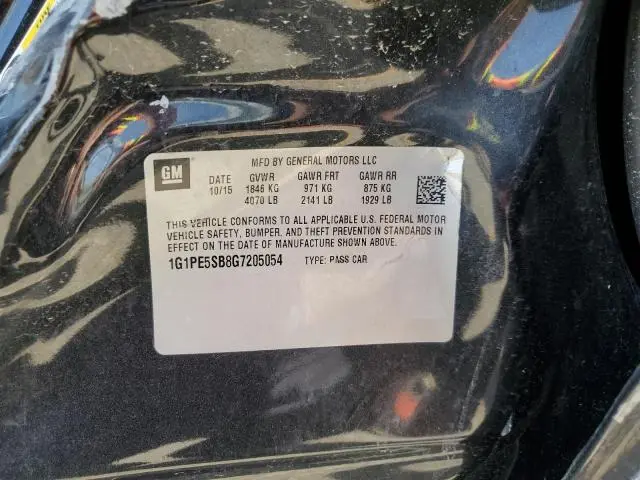 GM
MFD BY GENERAL MOTORS LLC
DATE GVWR GAWR FRT GAWR RR
10/15 1846 KG 971 KG 875 KG
4070 LB 2141 LB 1929 LB
THIS VEHICLE CONFORMS TO ALL APPLICABLE U.S. FEDERAL MOTOR
VEHICLE SAFETY, BUMPER, AND THEFT PREVENTION STANDARDS IN
EFFECT ON THE DATE OF MANUFACTURE SHOWN ABOVE.
1G1PE5SB8G7205054 TYPE: PASS CAR